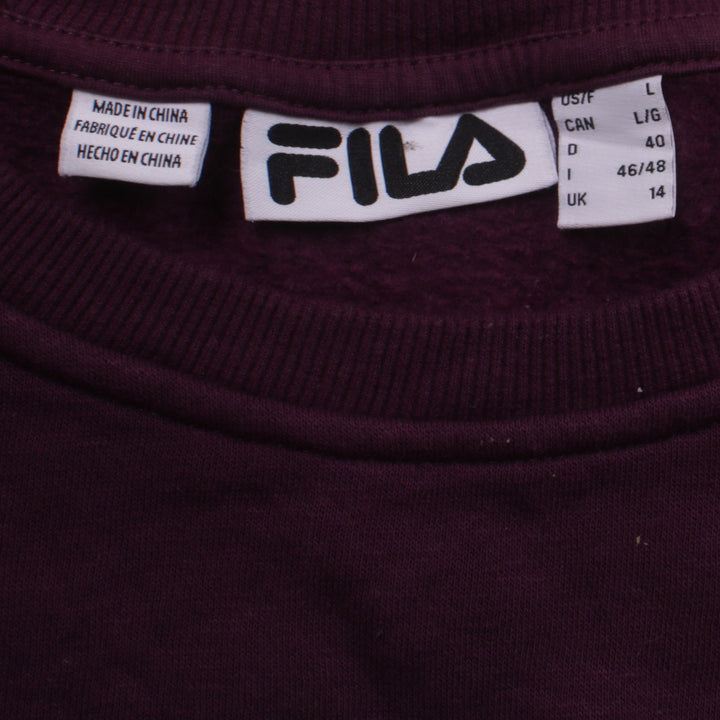 MADE IN CHINA
FABRIQUÉ EN CHINE
HECHO EN CHINA
FILA
US/F L
CAN L/G
D 40
I 46/48
UK 14